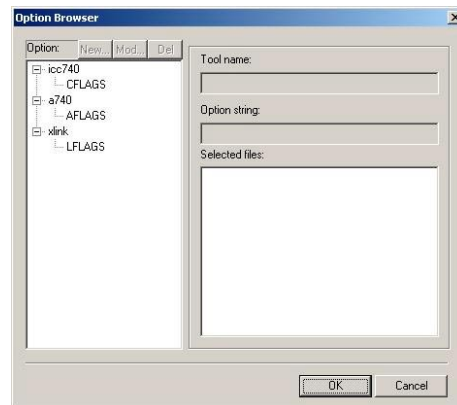 Option Browser
Option: New... Mod... Del
icc740
CFLAGS
a740
AFLAGS
xlink
LFLAGS
Tool name:
Option string:
Selected files:
OK Cancel